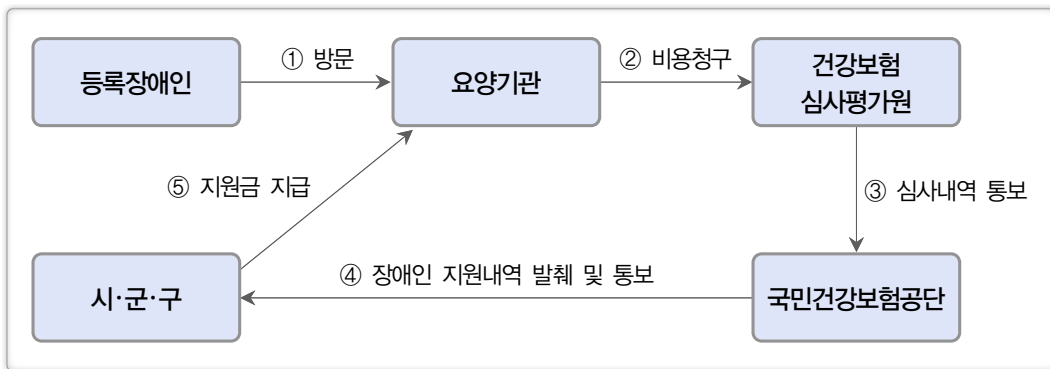 ① 방문
② 비용청구
등록장애인
요양기관
건강보험
심사평가원
⑤ 지원금 지급
③ 심사내역 통보
④ 장애인 지원내역 발췌 및 통보
시·군·구
국민건강보험공단